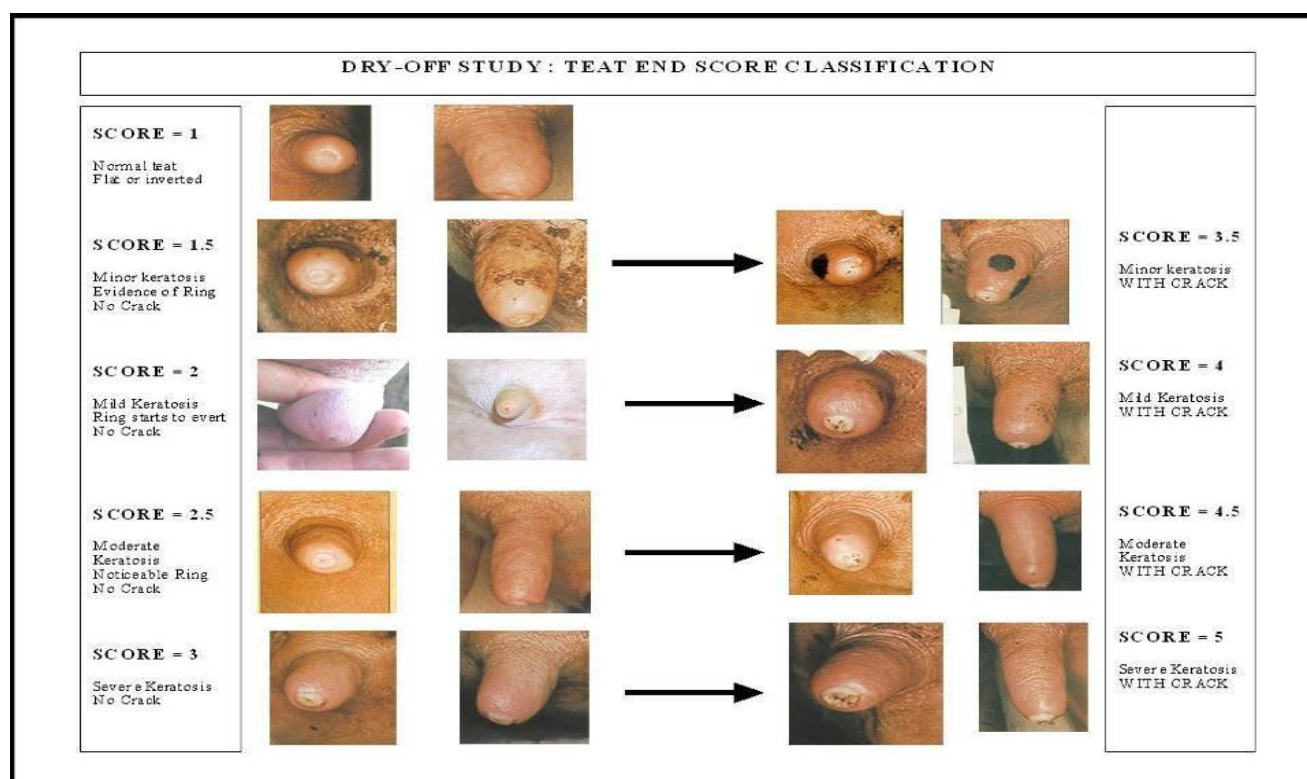 DRY-OFF STUDY : TEAT END SCORE CLASSIFICATION
SCORE = 1
Normal teat
Flat or inverted
SCORE = 1.5
Minor keratosis
Evidence of Ring
No Crack
SCORE = 3.5
Minor keratosis
WITH CRACK
SCORE = 2
Mild Keratosis
Ring starts to evert
No Crack
SCORE = 4
Mild Keratosis
WITH CRACK
SCORE = 2.5
Moderate
Keratosis
Noticeable Ring
No Crack
SCORE = 4.5
Moderate
Keratosis
WITH CRACK
SCORE = 3
Severe Keratosis
No Crack
SCORE = 5
Severe Keratosis
WITH CRACK